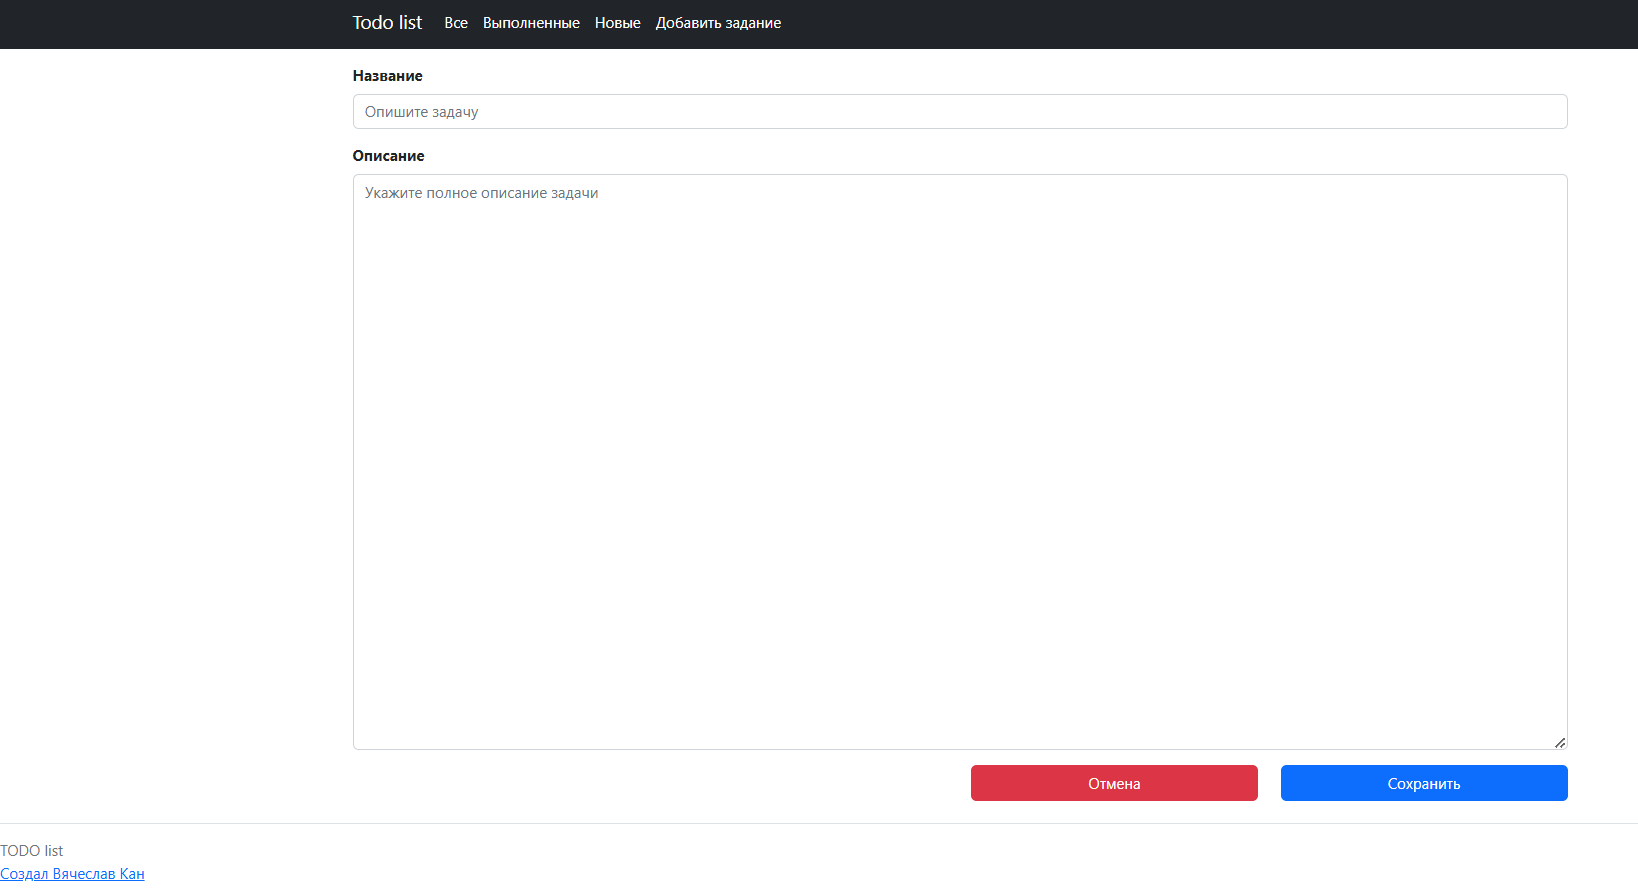 Todo list Все Выполненные Новые Добавить задание
Название
Опишите задачу
Описание
Укажите полное описание задачи
Отмена Сохранить
TODO list
Создал Вячеслав Кан